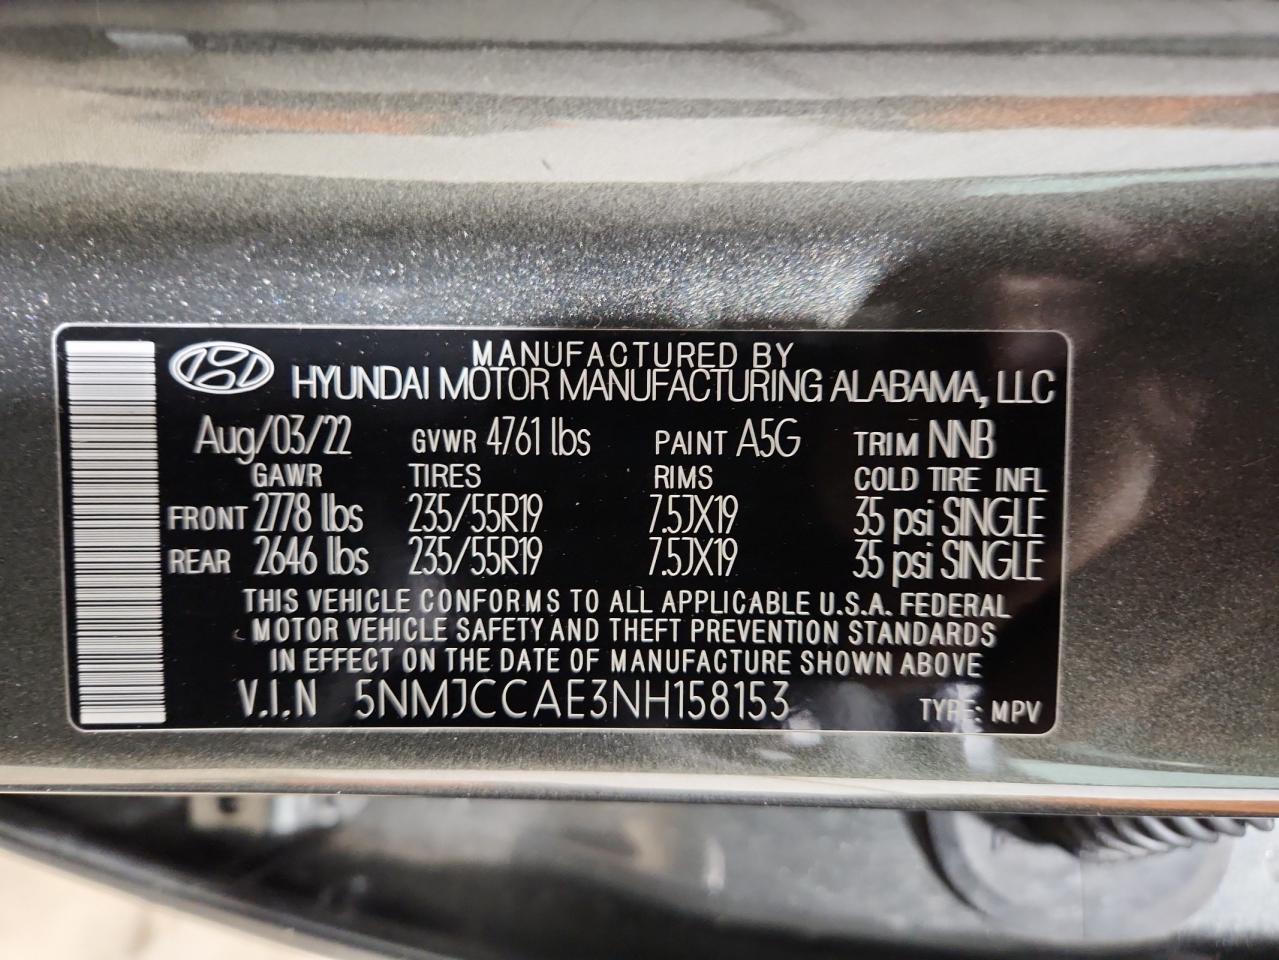 MANUFACTURED BY
HYUNDAI MOTOR MANUFACTURING ALABAMA, LLC
Aug/03/22 GVWR 4761 lbs PAINT A5G TRIM NNB
GAWR TIRES RIMS COLD TIRE INFL
FRONT 2778 lbs 235/55R19 7.5JX19 35 psi SINGLE
REAR 2646 lbs 235/55R19 7.5JX19 35 psi SINGLE
THIS VEHICLE CONFORMS TO ALL APPLICABLE U.S.A. FEDERAL
MOTOR VEHICLE SAFETY AND THEFT PREVENTION STANDARDS
IN EFFECT ON THE DATE OF MANUFACTURE SHOWN ABOVE
V.I.N 5NMJCCAE3NH158153 TYPE: MPV